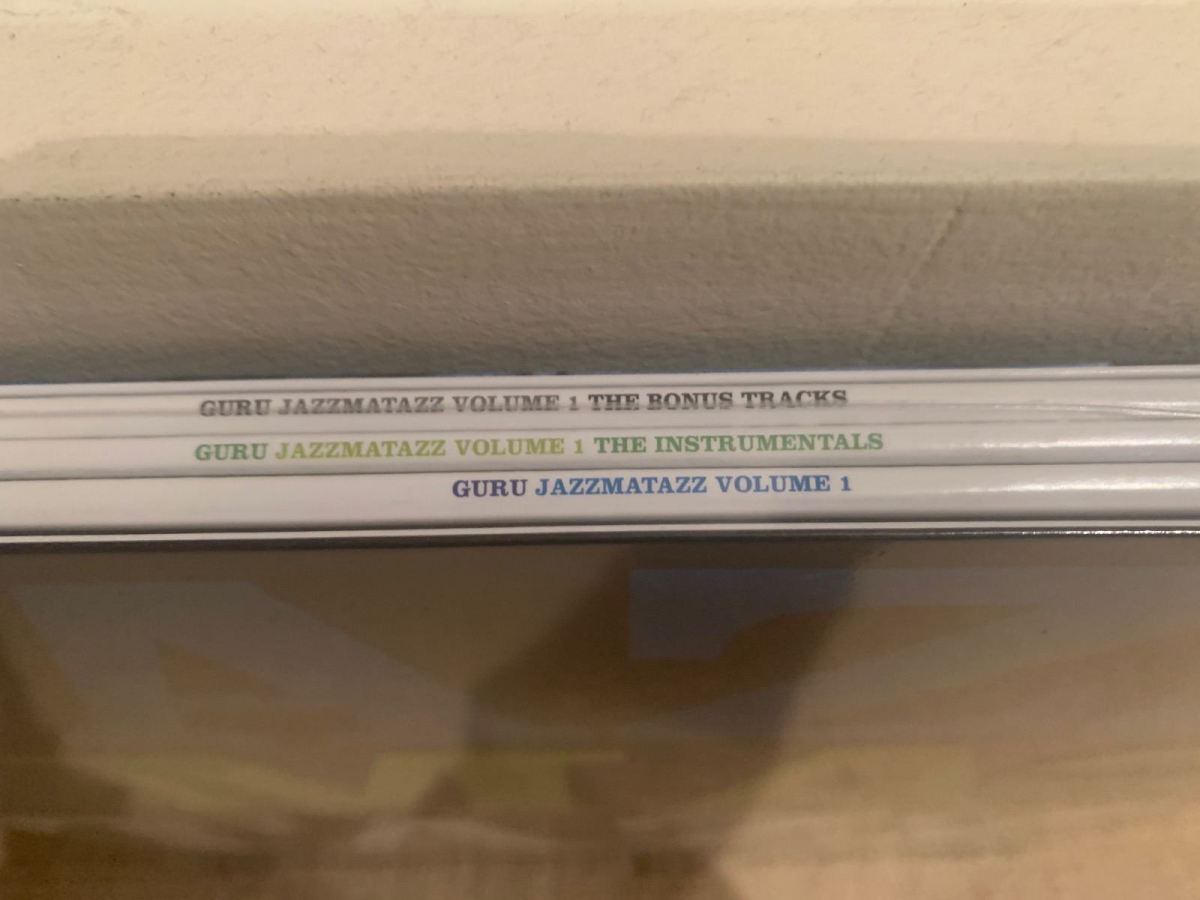 GURU JAZZMATAZZ VOLUME 1 THE BONUS TRACKS
GURU JAZZMATAZZ VOLUME 1 THE INSTRUMENTALS
GURU JAZZMATAZZ VOLUME 1